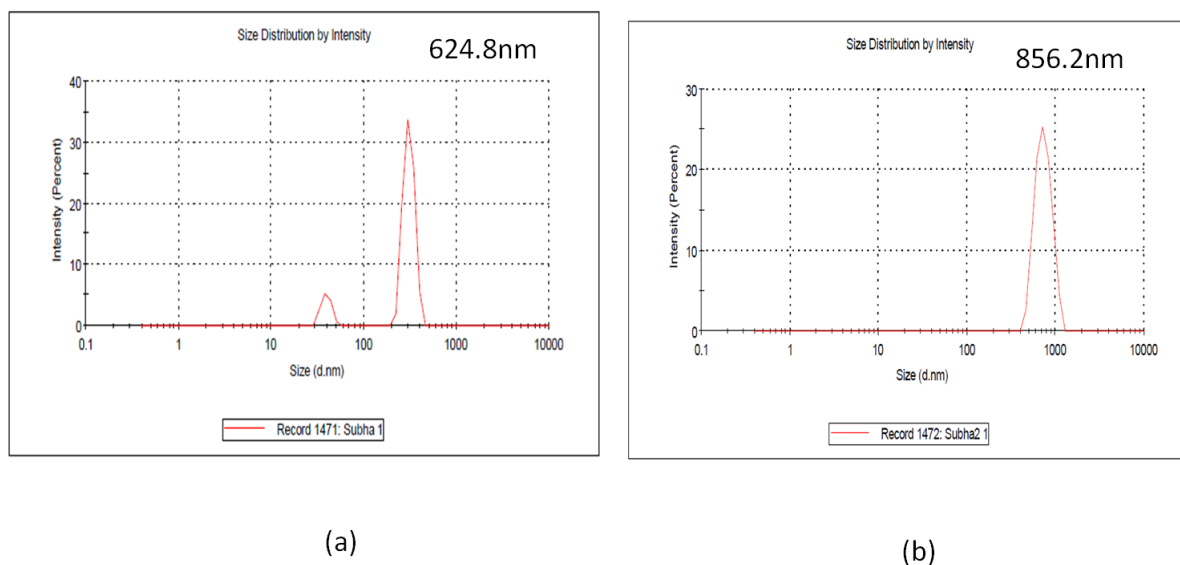 Size Distribution by Intensity
624.8nm
40
30
20
10
0
Intensity (Percent)
0.1 1 10 100 1000 10000
Size (d.nm)
Record 1471: Subha 1
(a)
Size Distribution by Intensity
856.2nm
30
20
10
0
Intensity (Percent)
0.1 1 10 100 1000 10000
Size (d.nm)
Record 1472: Subha2 1
(b)